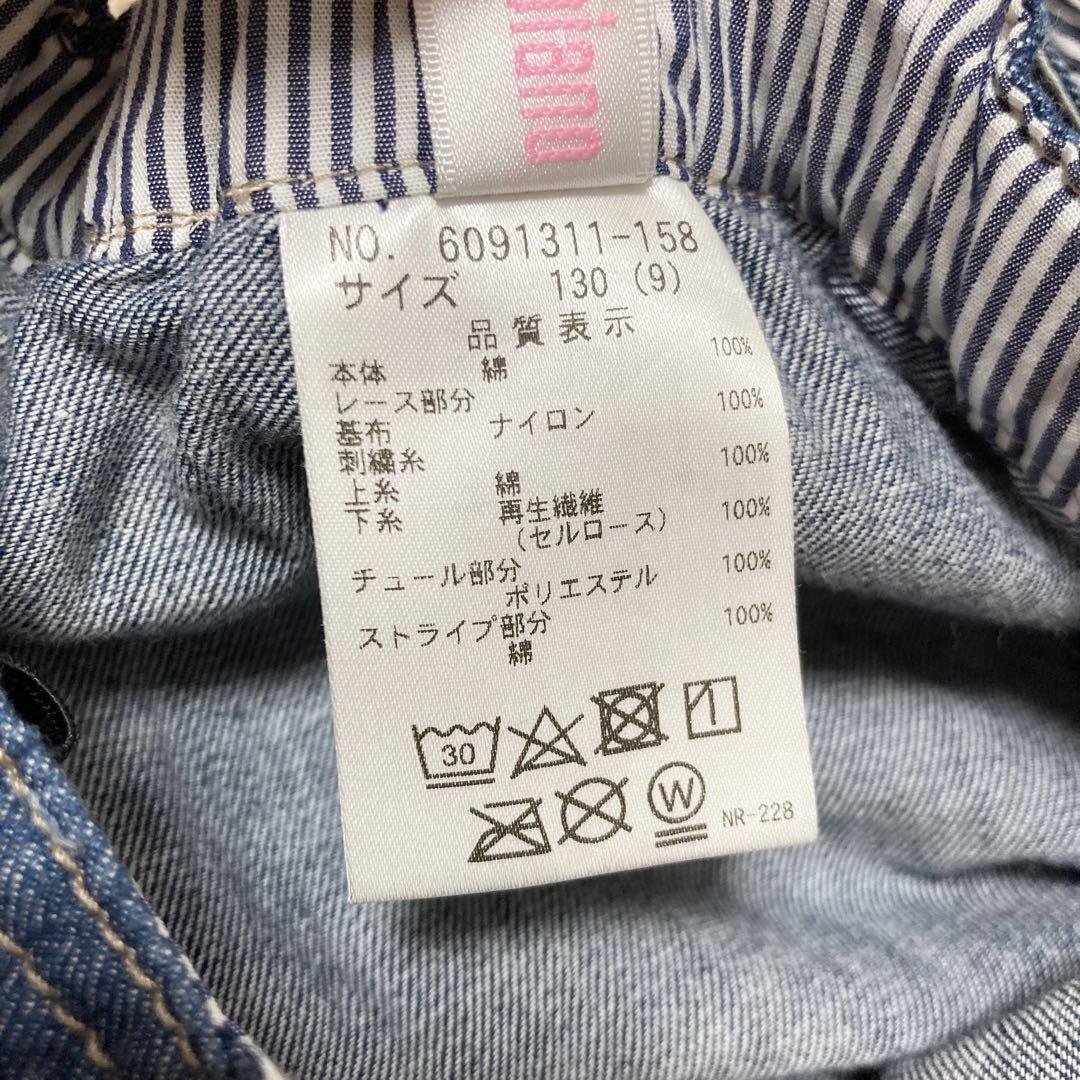 NO. 6091311-158
サイズ 130 (9)
品質表示
本体 綿 100%
レース部分
基布 ナイロン 100%
刺繍糸
上糸 綿 100%
下糸 再生繊維 100%
(セルロース)
チュール部分
ポリエステル 100%
ストライプ部分
綿 100%
30
W
NR-228